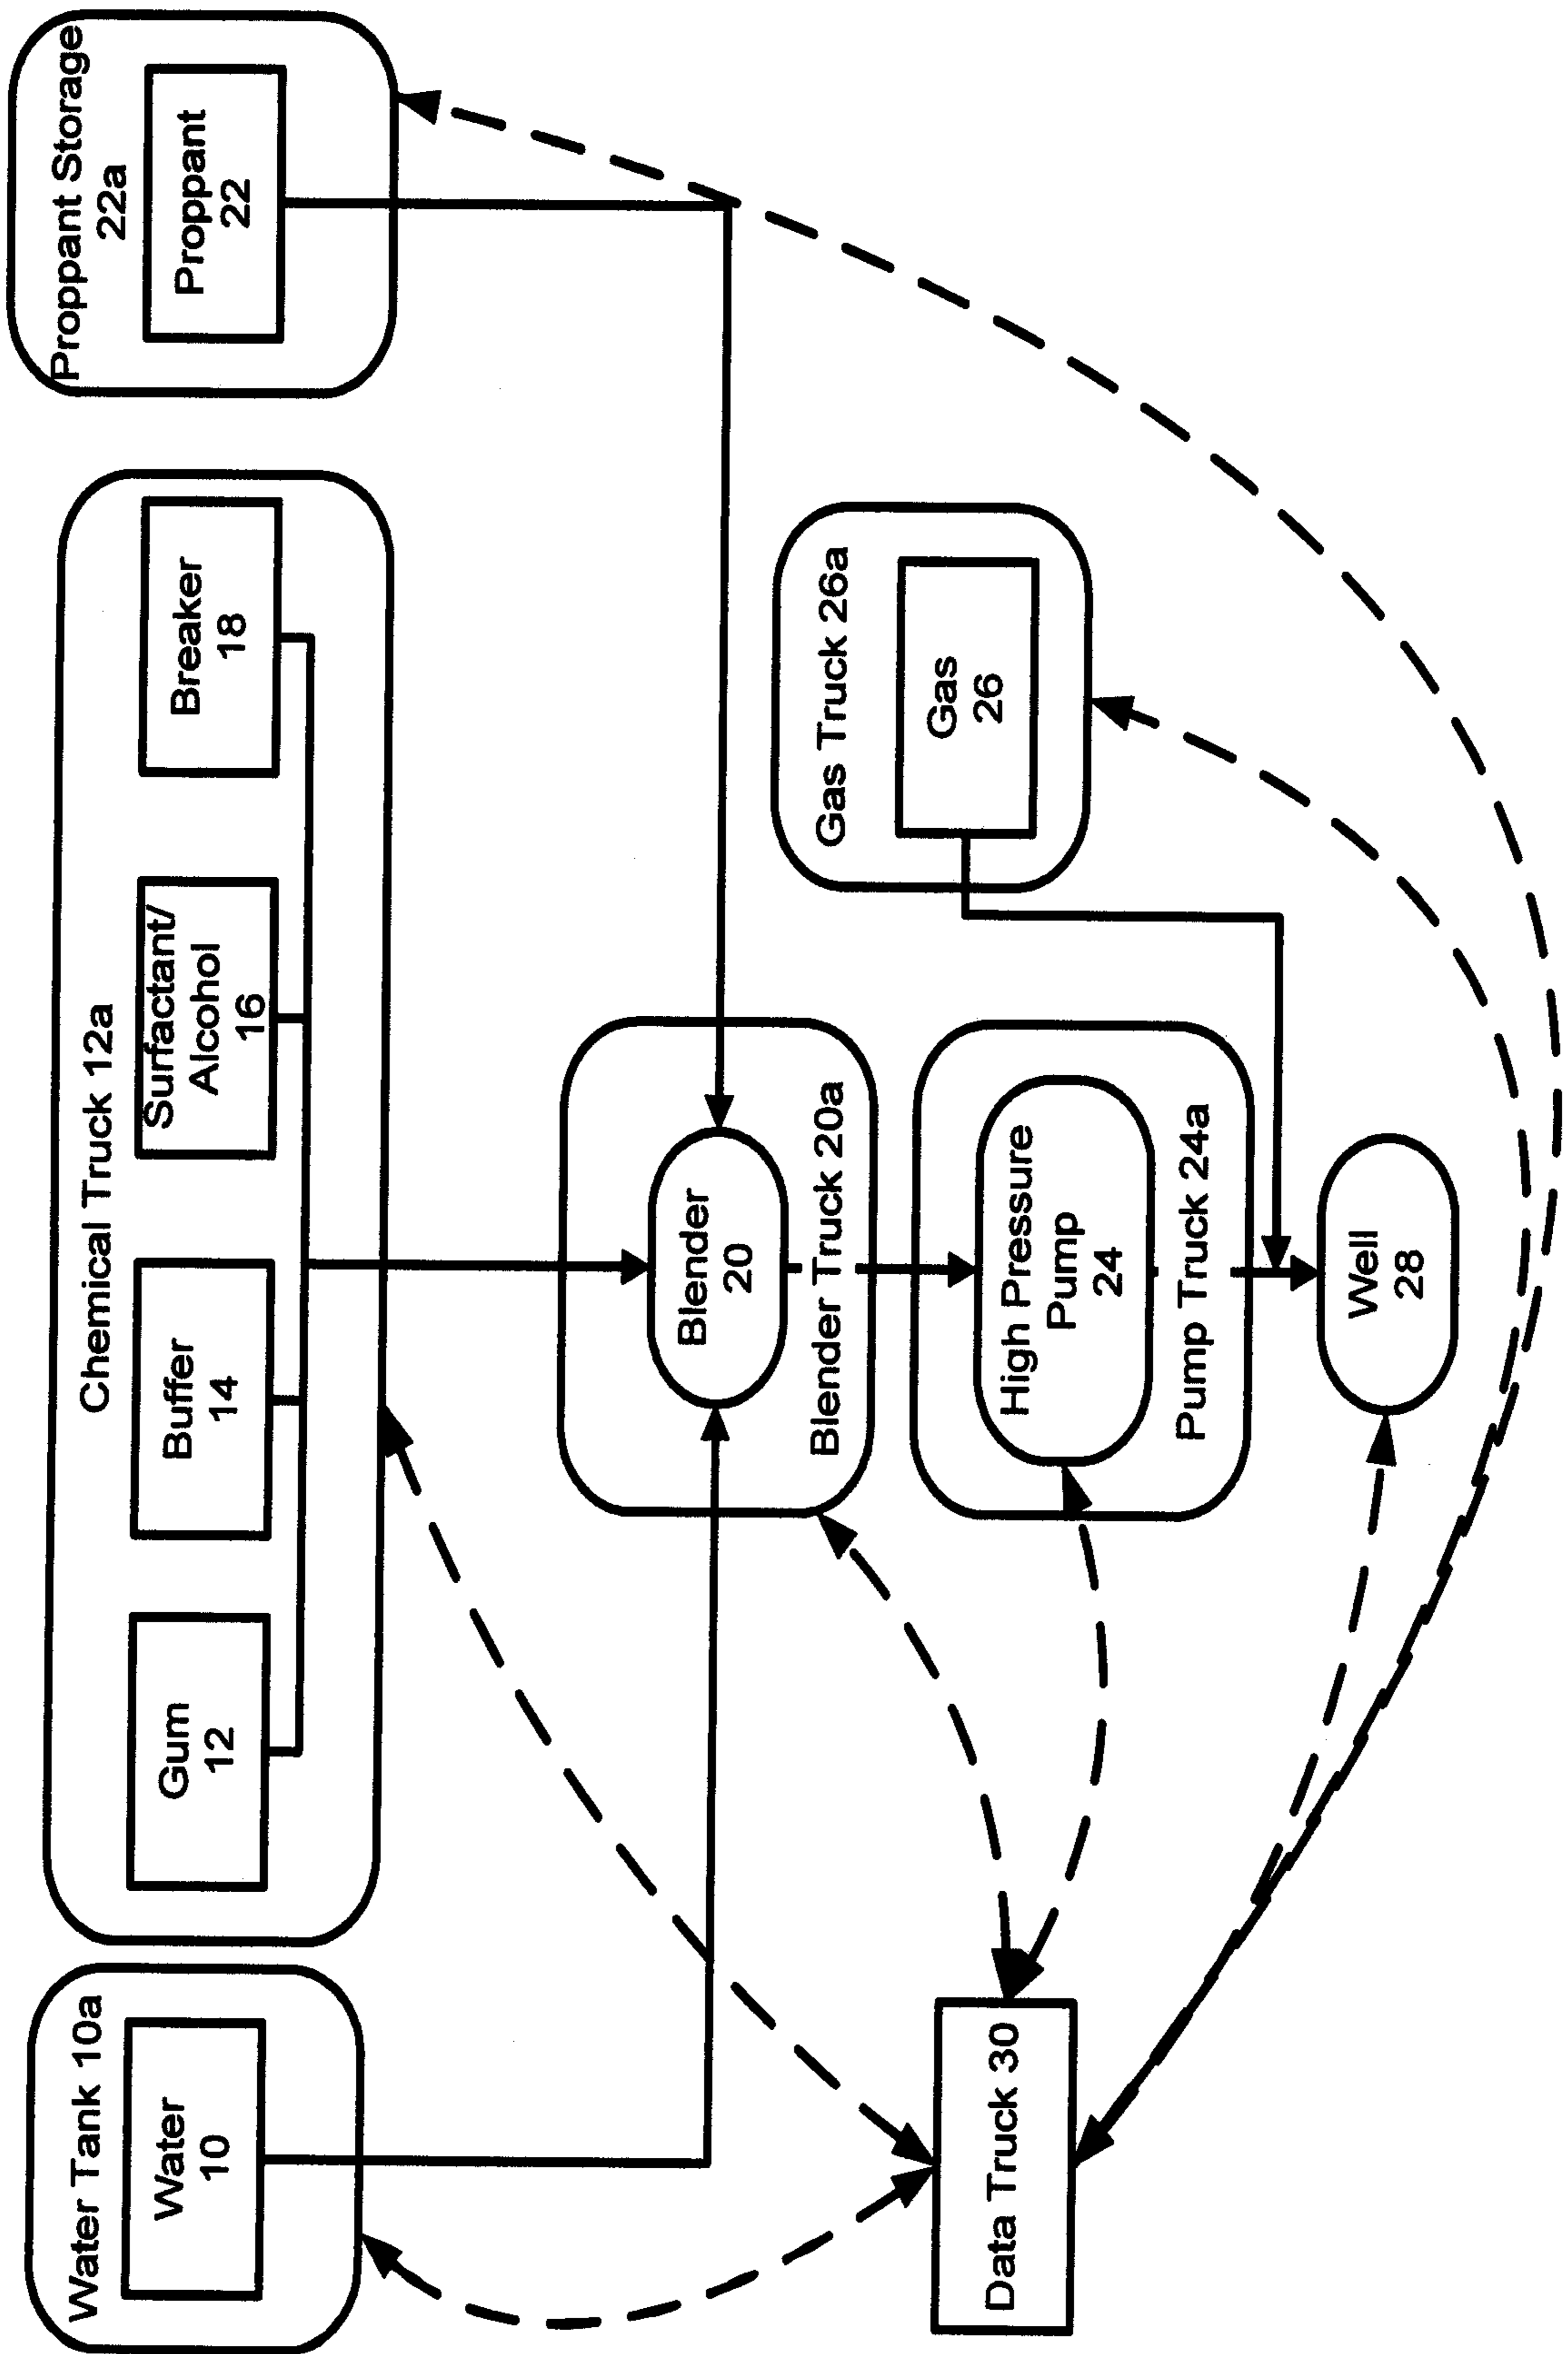 Water Tank 10a
Water
10
Chemical Truck 12a
Gum
12
Buffer
14
Surfactant/
Alcohol
16
Breaker
18
Proppant Storage
22a
Proppant
22
Blender
20
Blender Truck 20a
Gas Truck 26a
Gas
26
High Pressure
Pump
24
Pump Truck 24a
Data Truck 30
Well
28